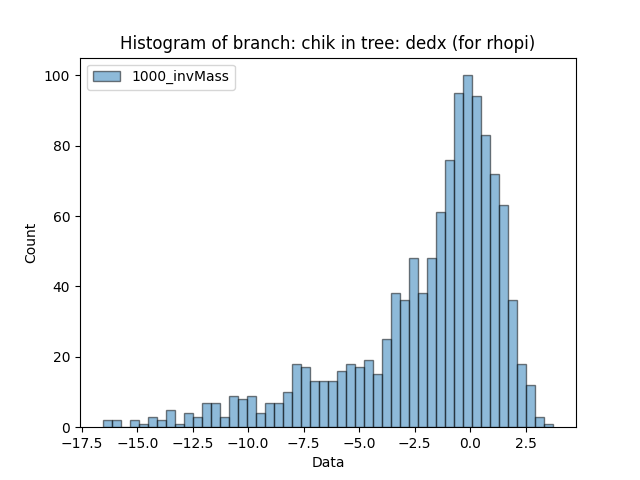 Histogram of branch: chik in tree: dedx (for rhopi)
1000_invMass
100
80
60
40
20
0
Count
−17.5 −15.0 −12.5 −10.0 −7.5 −5.0 −2.5 0.0 2.5
Data